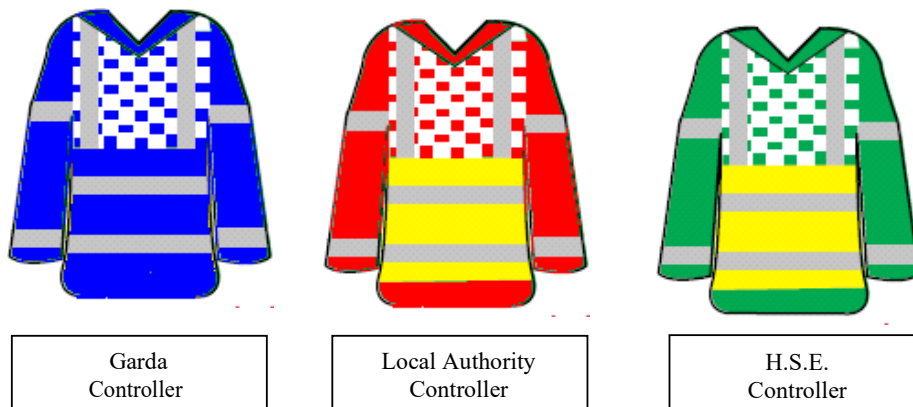 Garda
Controller
Local Authority
Controller
H.S.E.
Controller